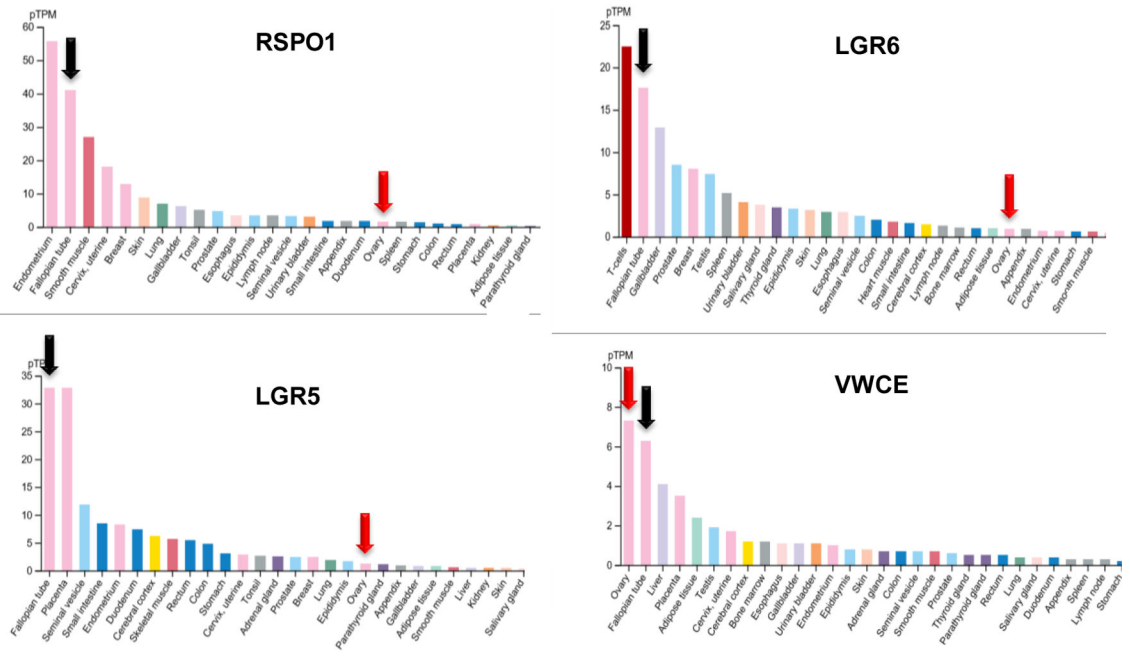 pTPM
RSPO1
60
50
40
30
20
10
0
Endometrium
Fallopian tube
Smooth muscle
Cervix, uterine
Breast
Skin
Lung
Gallbladder
Tonsil
Prostate
Esophagus
Epididymis
Lymph node
Seminal vesicle
Urinary bladder
Small intestine
Appendix
Duodenum
Ovary
Spleen
Stomach
Colon
Rectum
Placenta
Kidney
Adipose tissue
Parathyroid gland
pTPM
LGR6
25
20
15
10
5
0
T-cells
Fallopian tube
Gallbladder
Prostate
Breast
Testis
Spleen
Urinary bladder
Salivary gland
Thyroid gland
Epididymis
Skin
Lung
Esophagus
Seminal vesicle
Colon
Heart muscle
Small intestine
Cerebral cortex
Lymph node
Bone marrow
Rectum
Adipose tissue
Ovary
Appendix
Endometrium
Cervix, uterine
Stomach
Smooth muscle
LGR5
35
30
25
20
15
10
5
0
Fallopian tube
Placenta
Seminal vesicle
Small intestine
Endometrium
Duodenum
Cerebral cortex
Skeletal muscle
Rectum
Colon
Stomach
Cervix, uterine
Tonsil
Adrenal gland
Prostate
Breast
Lung
Epididymis
Ovary
Parathyroid gland
Appendix
Gallbladder
Adipose tissue
Smooth muscle
Liver
Kidney
Skin
Salivary gland
pTPM
VWCE
10
8
6
4
2
0
Ovary
Fallopian tube
Liver
Placenta
Adipose tissue
Testis
Cervix, uterine
Cerebral cortex
Bone marrow
Esophagus
Gallbladder
Urinary bladder
Endometrium
Epididymis
Skin
Adrenal gland
Colon
Seminal vesicle
Smooth muscle
Prostate
Thyroid gland
Parathyroid gland
Rectum
Lung
Salivary gland
Duodenum
Appendix
Spleen
Lymph node
Stomach